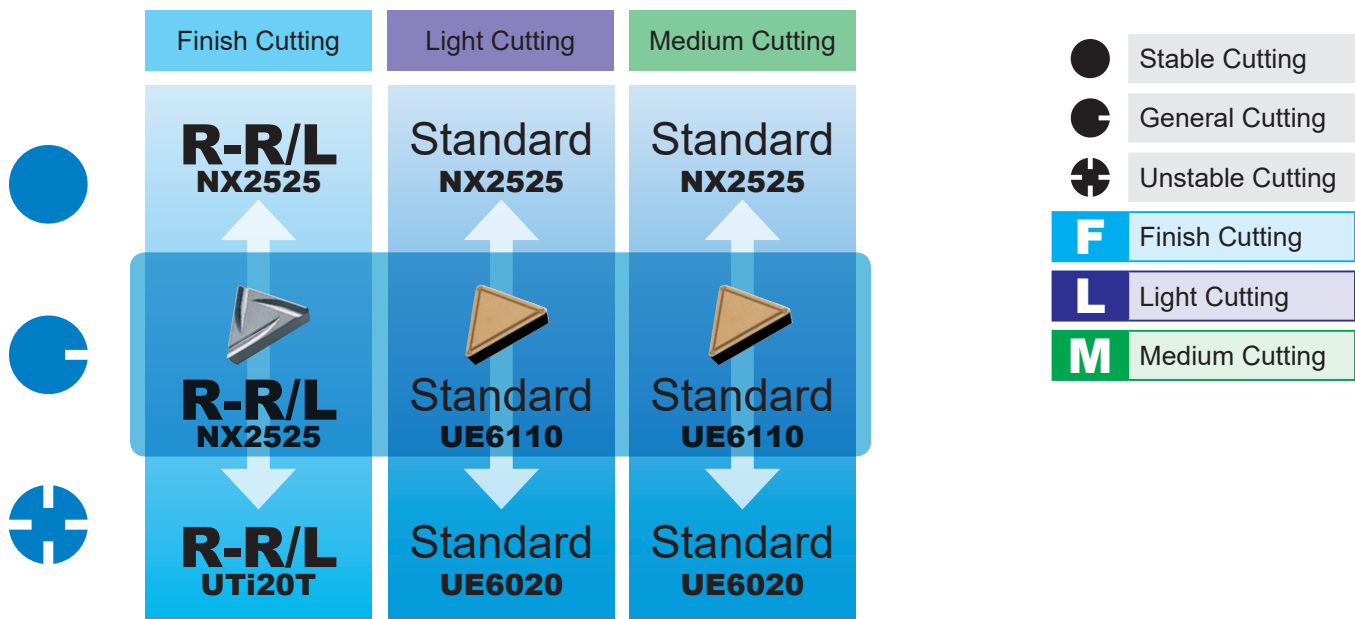 Finish Cutting
Light Cutting
Medium Cutting
R-R/L
NX2525
Standard
NX2525
Standard
NX2525
R-R/L
NX2525
Standard
UE6110
Standard
UE6110
R-R/L
UTi20T
Standard
UE6020
Standard
UE6020
Stable Cutting
General Cutting
Unstable Cutting
F Finish Cutting
L Light Cutting
M Medium Cutting